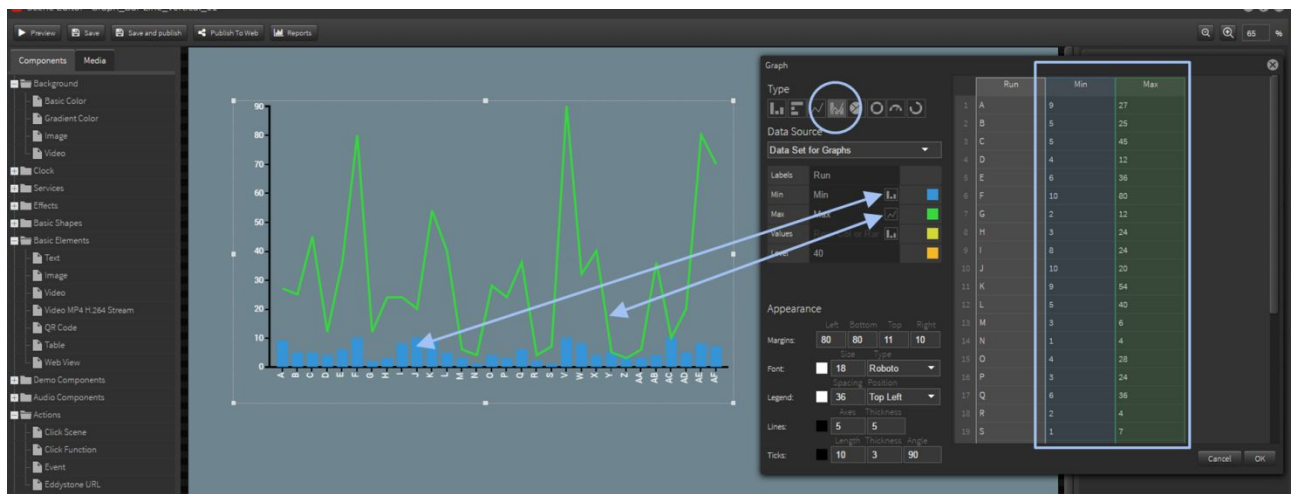 Preview Save Save and publish Publish To Web Reports 65 %
Components Media
Background
Basic Color
Gradient Color
Image
Video
Clock
Services
Effects
Basic Shapes
Basic Elements
Text
Image
Video
Video MP4 H.264 Stream
QR Code
Table
Web View
Demo Components
Audio Components
Actions
Click Scene
Click Function
Event
Eddystone URL
90
80
70
60
50
40
30
20
10
0
A B C D E F G H I J K L M N O P Q R S V W X Y Z AA AB AC AD AE AF
Graph
Type
Data Source
Data Set for Graphs
Labels Run
Min Min
Max Max
Values
Level 40
Appearance
Left Bottom Top Right
Margins: 80 80 11 10
Size Type
Font: 18 Roboto
Spacing Position
Legend: 36 Top Left
Axes Thickness
Lines: 5 5
Length Thickness Angle
Ticks: 10 3 90
Run Min Max
1 A 9 27
2 B 5 25
3 C 5 45
4 D 4 12
5 E 6 36
6 F 10 80
7 G 2 12
8 H 3 24
9 I 8 24
10 J 10 20
11 K 9 54
12 L 5 40
13 M 3 6
14 N 1 4
15 O 4 28
16 P 3 24
17 Q 6 36
18 R 2 4
19 S 1 7
Cancel OK